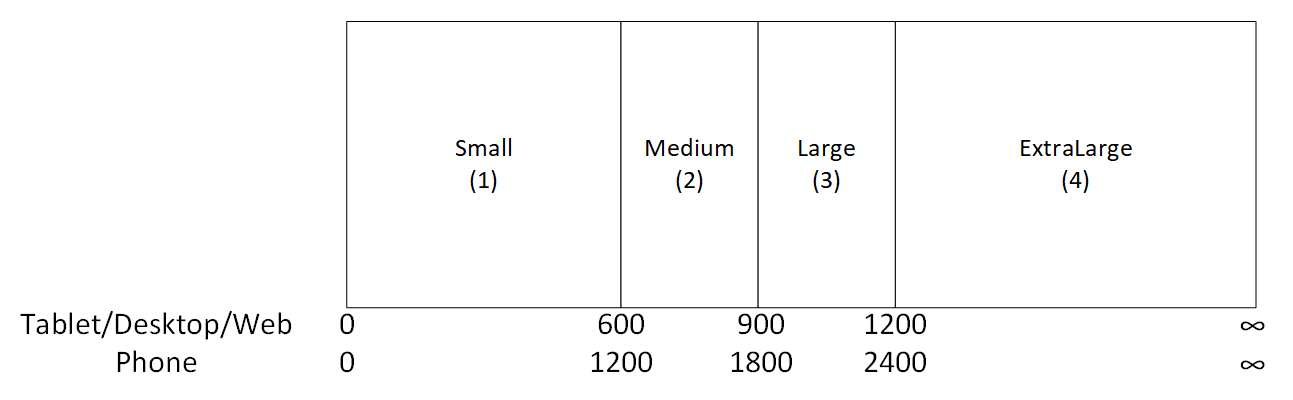 Small
(1)
Medium
(2)
Large
(3)
ExtraLarge
(4)
Tablet/Desktop/Web 0 600 900 1200 ∞
Phone 0 1200 1800 2400 ∞